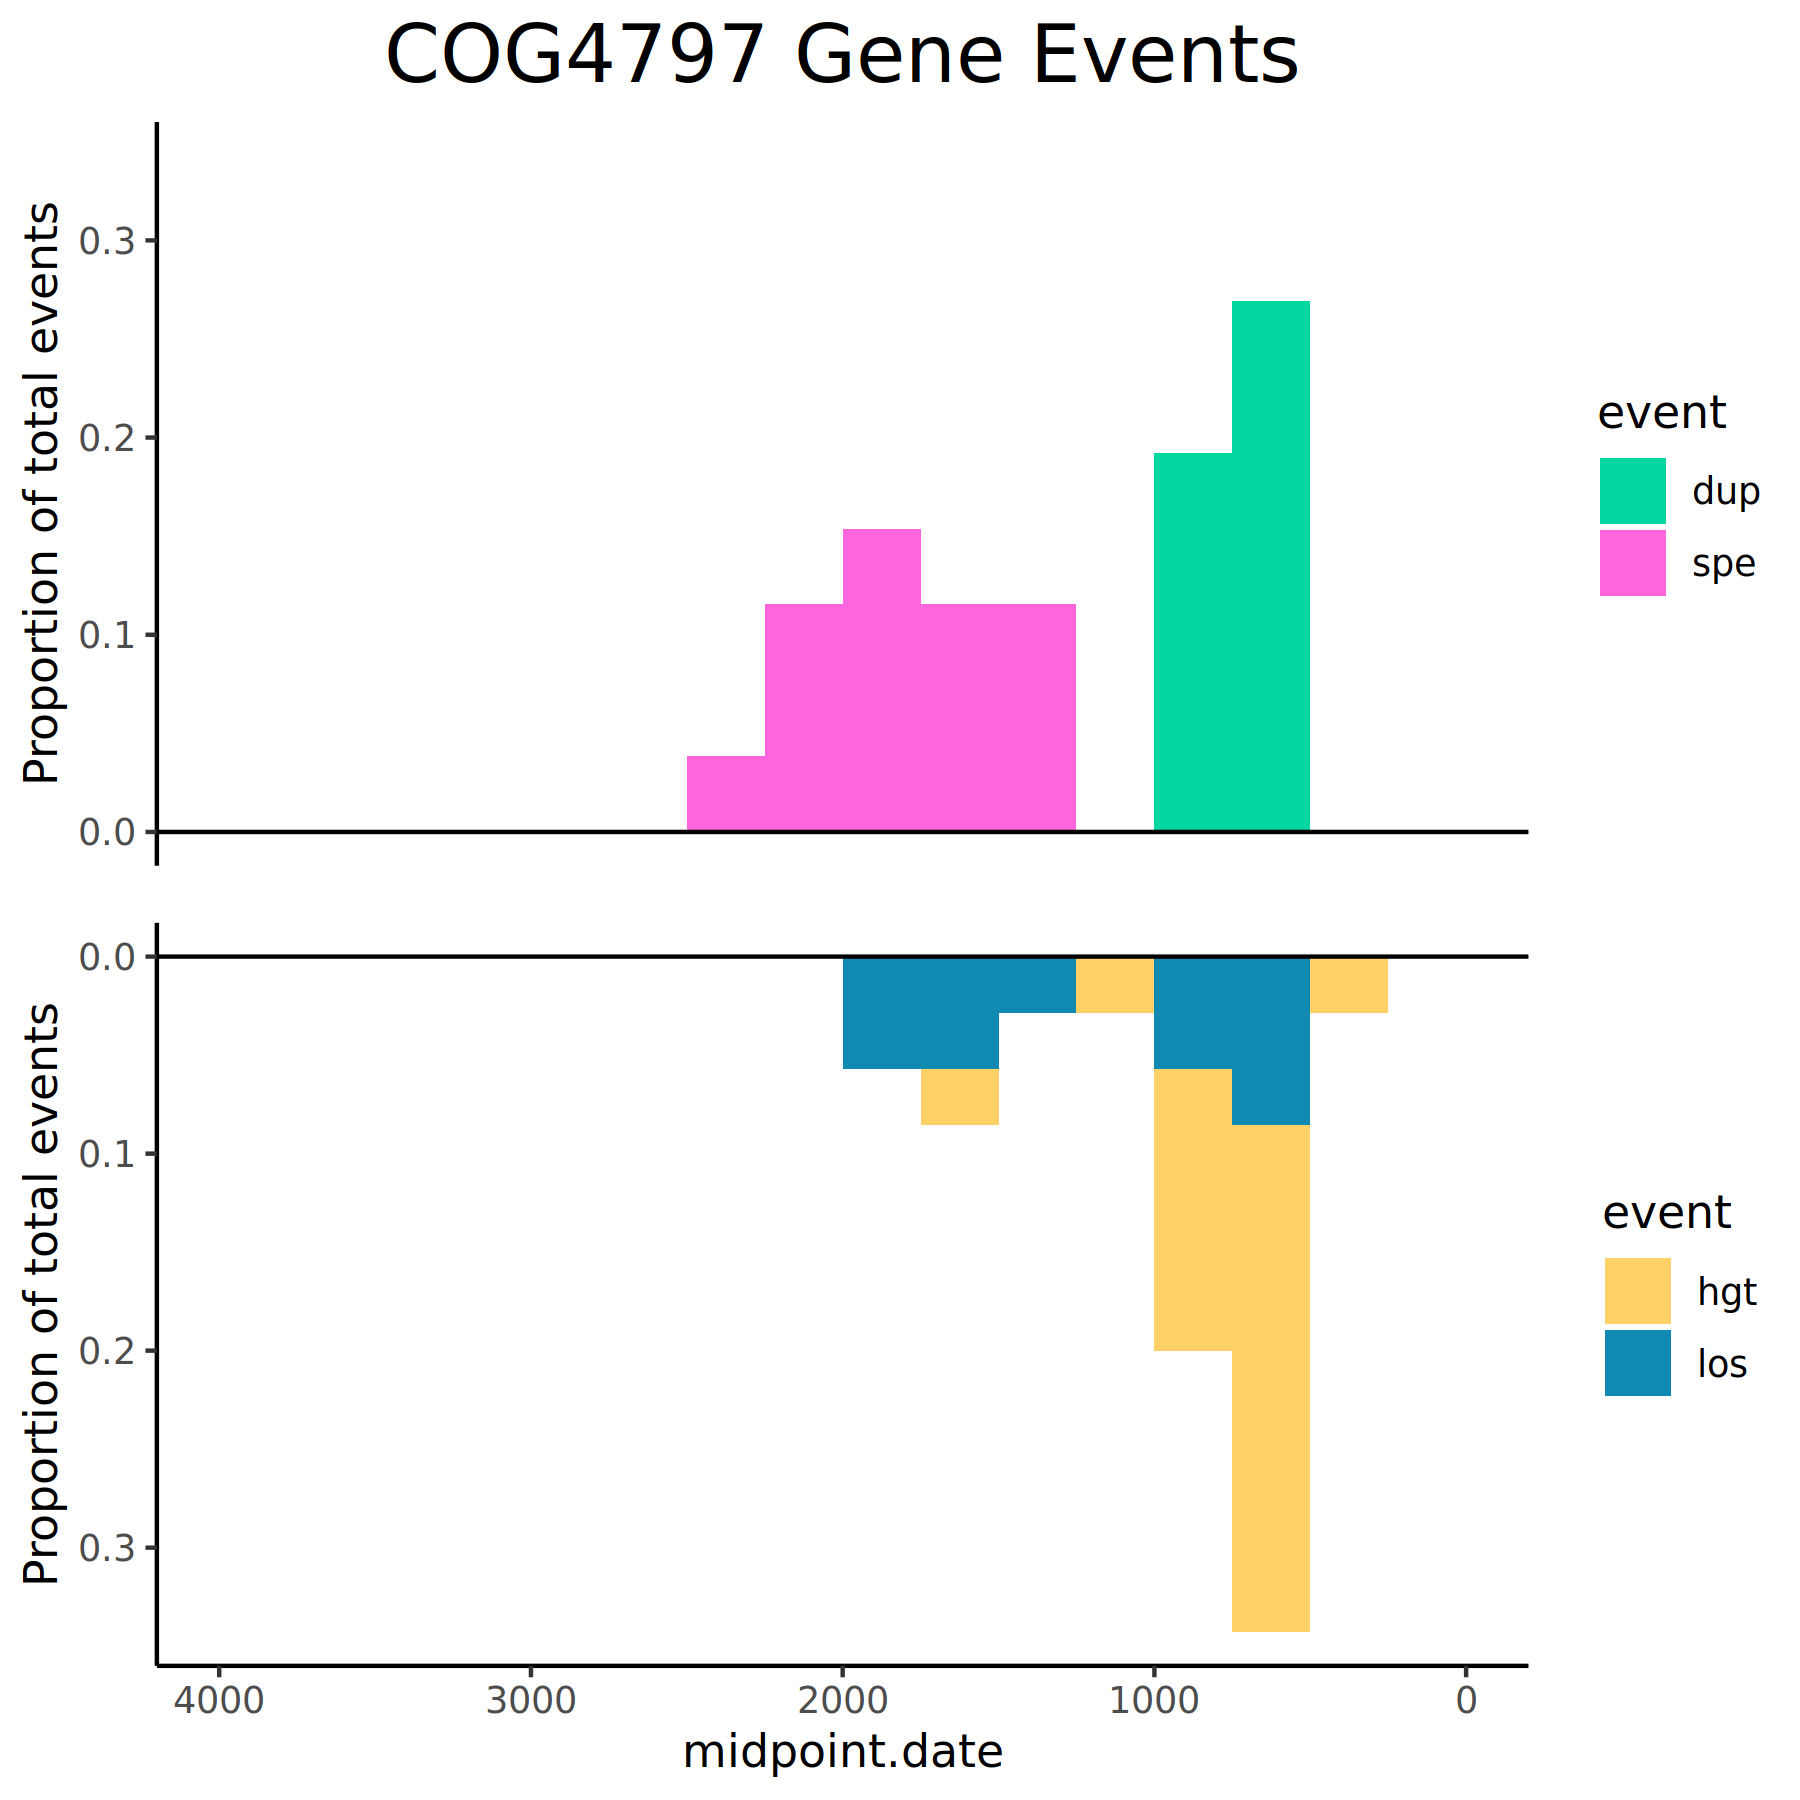 COG4797 Gene Events
Proportion of total events
0.3
0.2
0.1
0.0
event
dup
spe
Proportion of total events
0.0
0.1
0.2
0.3
event
hgt
los
4000 3000 2000 1000 0
midpoint.date